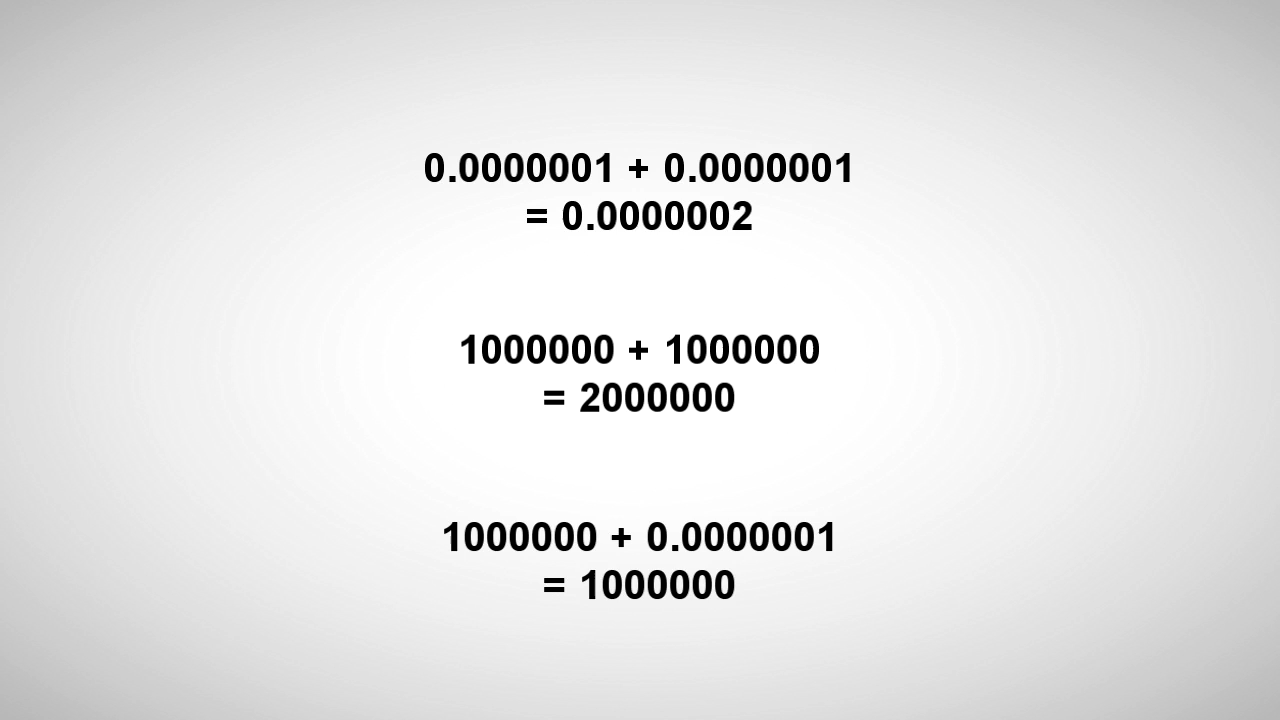 0.0000001 + 0.0000001
= 0.0000002
1000000 + 1000000
= 2000000
1000000 + 0.0000001
= 1000000